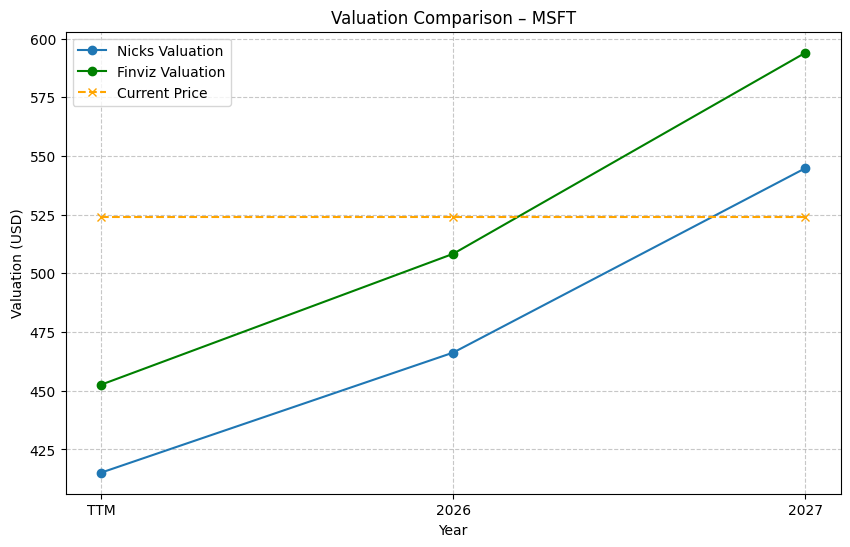 Valuation Comparison – MSFT
Nicks Valuation
Finviz Valuation
Current Price
Valuation (USD)
600
575
550
525
500
475
450
425
TTM
2026
2027
Year